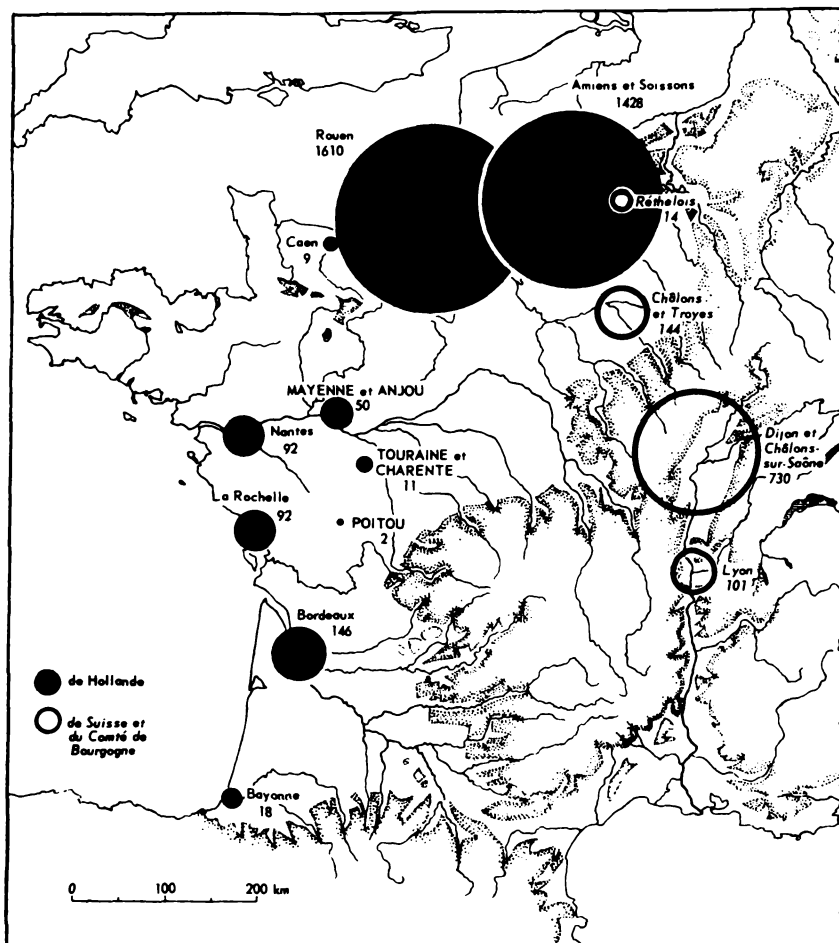 Amiens et Soissons
1428
Rouen
1610
Réthelois
14
Caen
9
Châlons
et Troyes
144
MAYENNE et ANJOU
50
Nantes
92
Dijon et
Châlons-
sur-Saône
730
TOURAINE et
CHARENTE
11
La Rochelle
92
POITOU
2
Lyon
101
Bordeaux
146
de Hollande
de Suisse et
du Comté de
Bourgogne
Bayonne
18
0 100 200 km